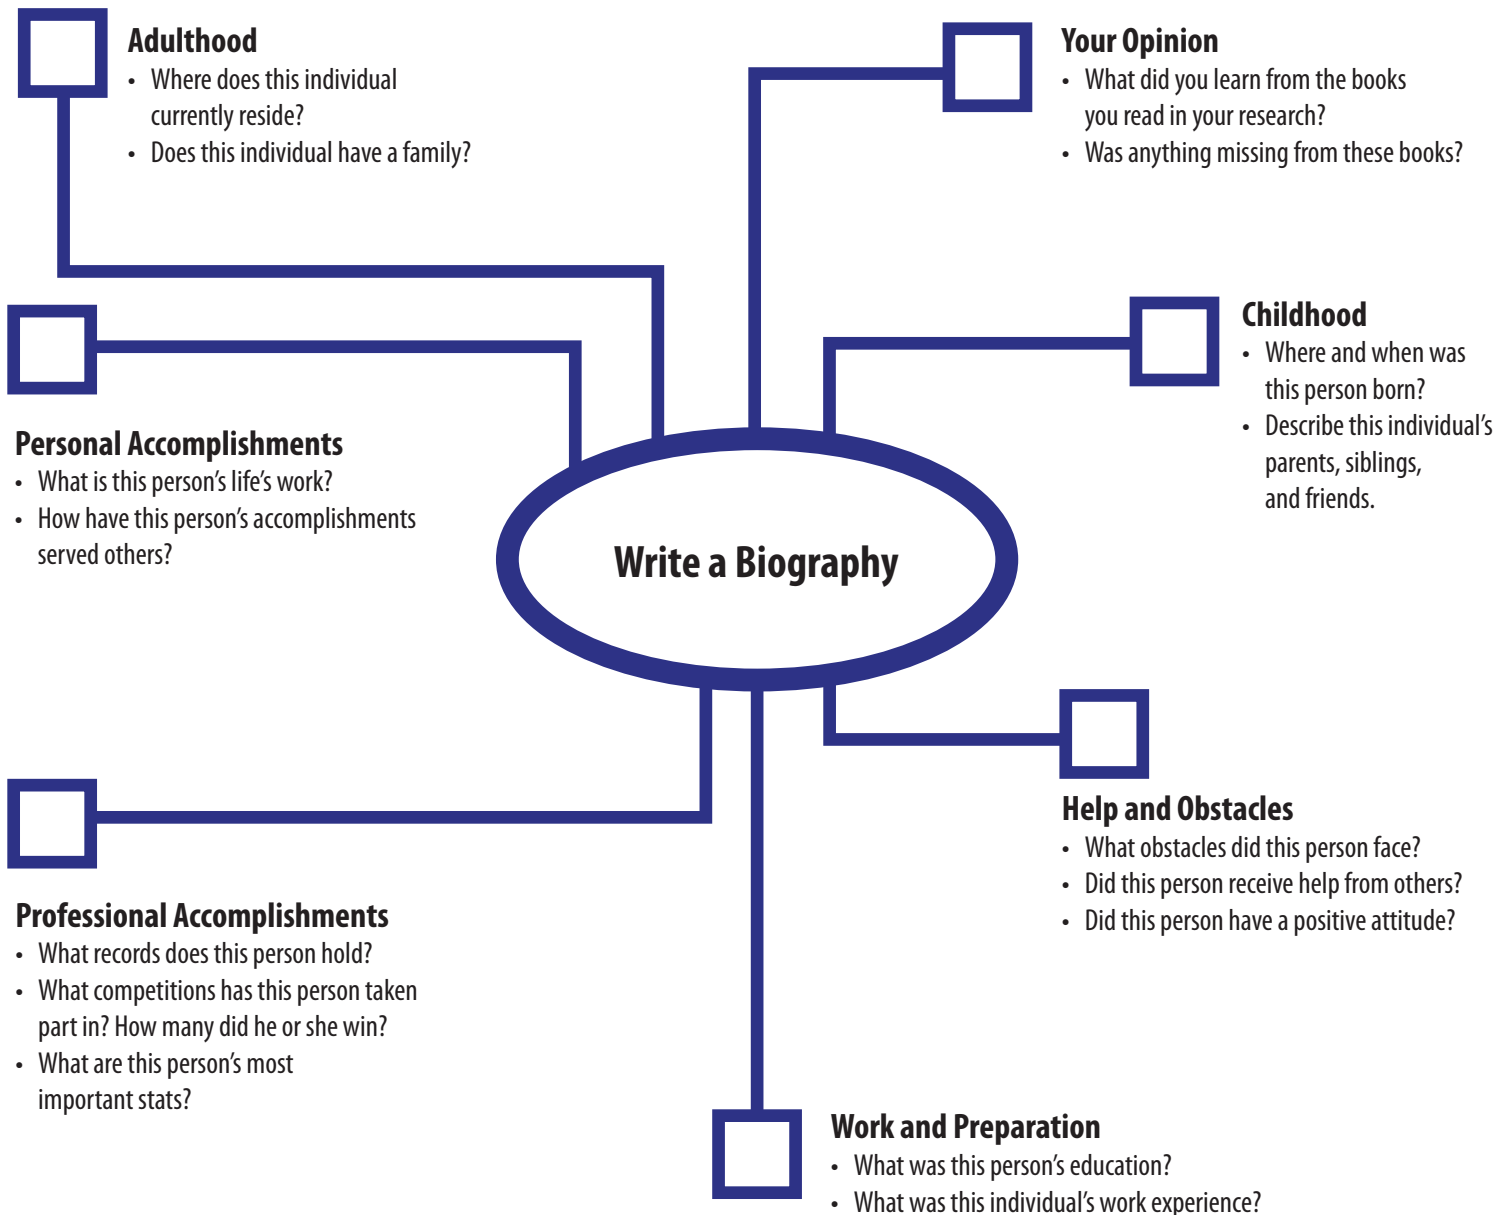 Adulthood
• Where does this individual
currently reside?
• Does this individual have a family?
Your Opinion
• What did you learn from the books
you read in your research?
• Was anything missing from these books?
Childhood
• Where and when was
this person born?
• Describe this individual’s
parents, siblings,
and friends.
Personal Accomplishments
• What is this person’s life’s work?
• How have this person’s accomplishments
served others?
Write a Biography
Help and Obstacles
• What obstacles did this person face?
• Did this person receive help from others?
• Did this person have a positive attitude?
Professional Accomplishments
• What records does this person hold?
• What competitions has this person taken
part in? How many did he or she win?
• What are this person’s most
important stats?
Work and Preparation
• What was this person’s education?
• What was this individual’s work experience?